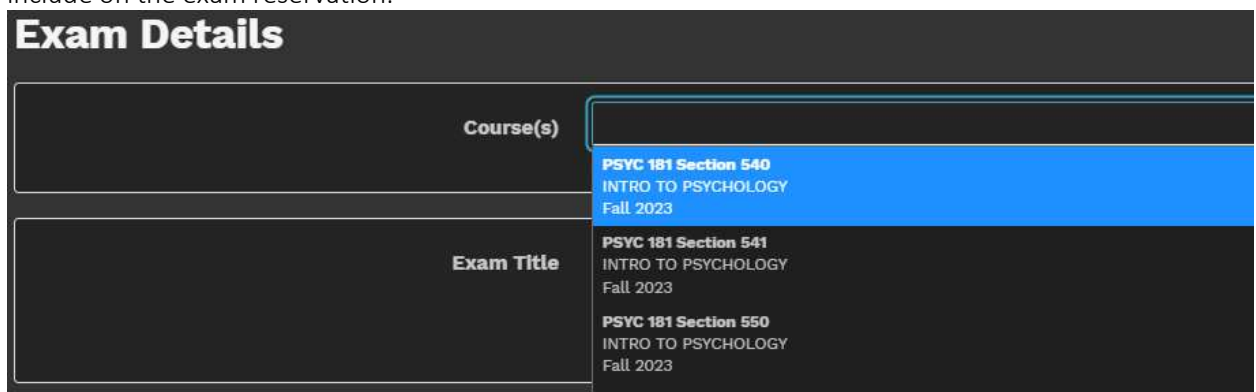 include on the exam reservation.
Exam Details
Course(s)
PSYC 181 Section 540
INTRO TO PSYCHOLOGY
Fall 2023
Exam Title
PSYC 181 Section 541
INTRO TO PSYCHOLOGY
Fall 2023
PSYC 181 Section 550
INTRO TO PSYCHOLOGY
Fall 2023